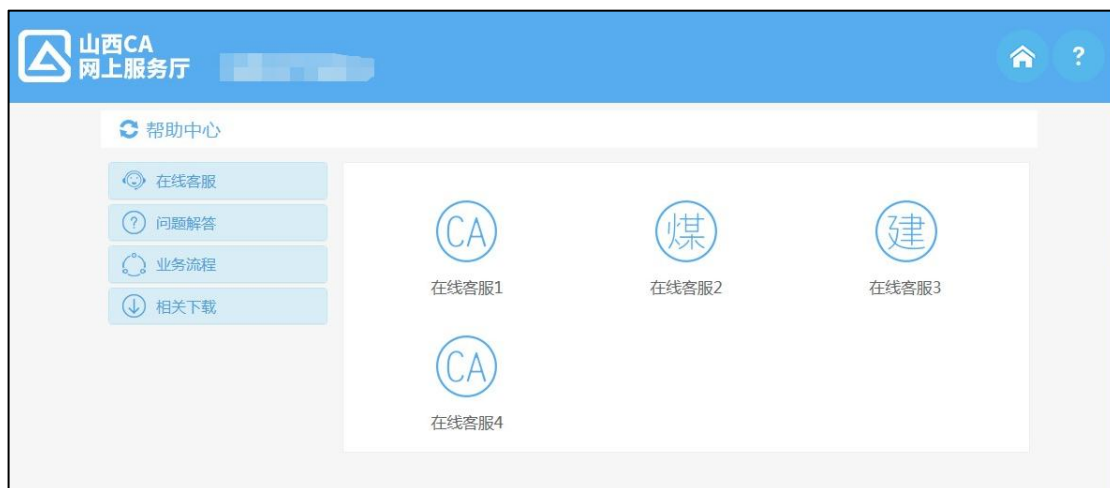 山西CA
网上服务厅
?
帮助中心
在线客服
? 问题解答
业务流程
相关下载
CA
煤
建
在线客服1
在线客服2
在线客服3
CA
在线客服4